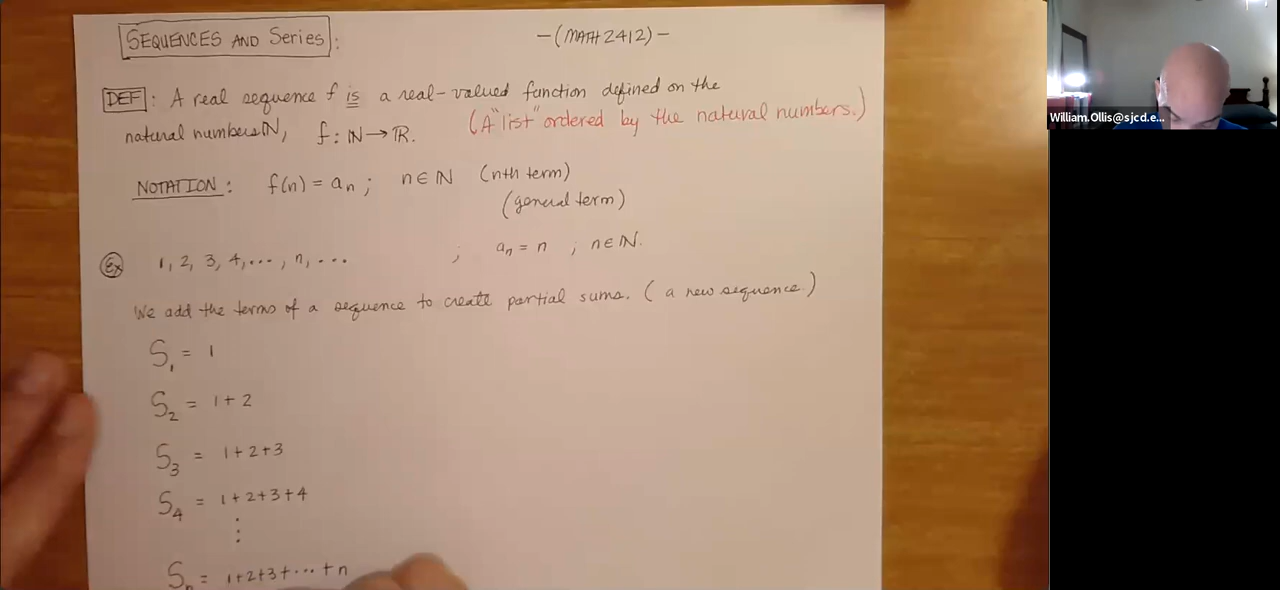 SEQUENCES AND Series:
-(MATH 2412)-
DEF: A real sequence f is a real-valued function defined on the
natural numbers ℕ, f: ℕ→ℝ. (A "list" ordered by the natural numbers.)
NOTATION: f(n) = aₙ ; n∈ℕ (nth term)
(general term)
Ex 1, 2, 3, 4, ..., n, ... ; aₙ = n ; n∈ℕ.
We add the terms of a sequence to create partial sums. (a new sequence.)
S₁ = 1
S₂ = 1+2
S₃ = 1+2+3
S₄ = 1+2+3+4
⋮
Sₙ = 1+2+3+···+n
William.Ollis@sjcd.e...